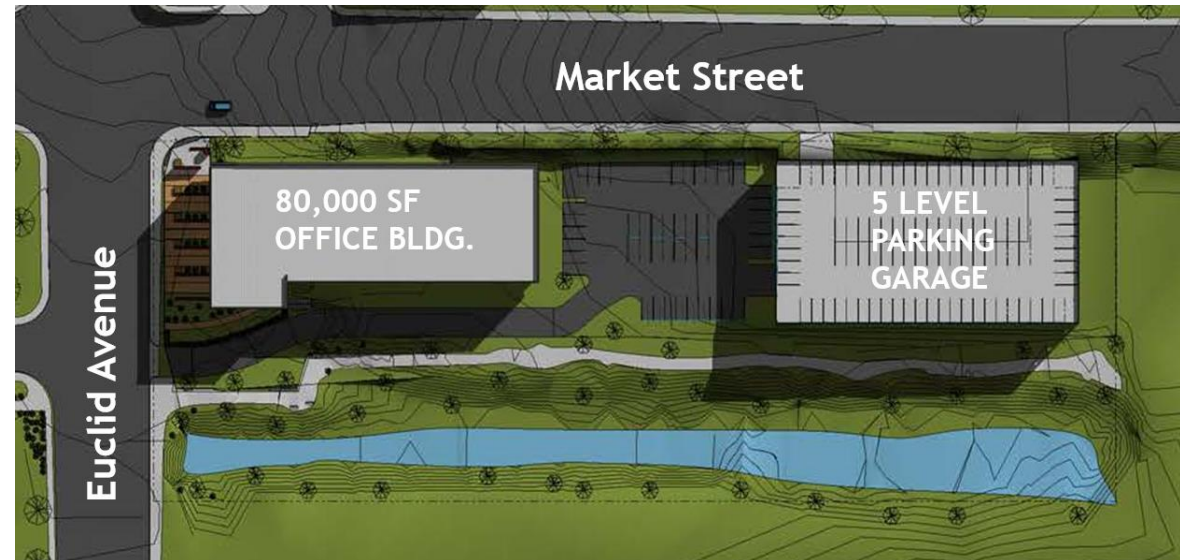 Market Street
80,000 SF
OFFICE BLDG.
5 LEVEL
PARKING
GARAGE
Euclid Avenue